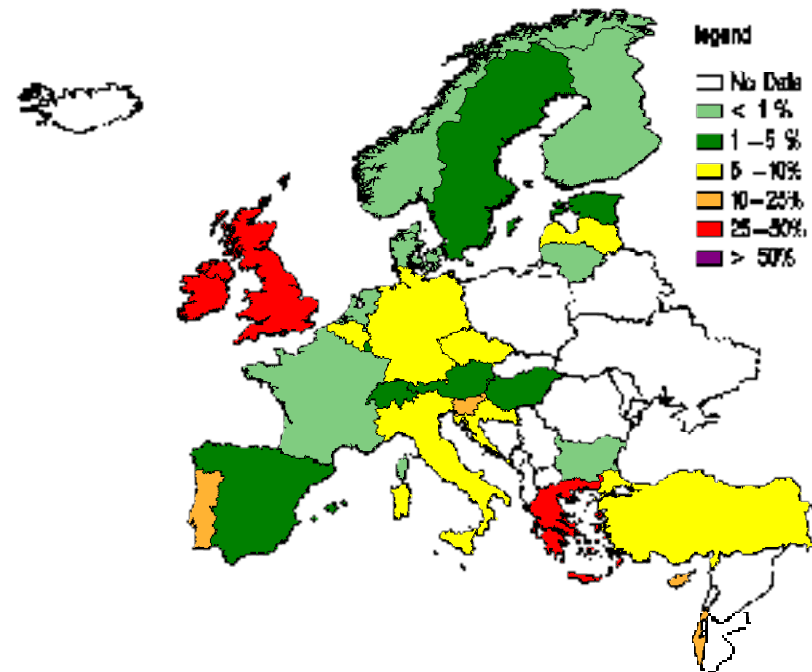 legend
No Data
< 1 %
1 –5 %
5 –10%
10–25%
25–50%
> 50%